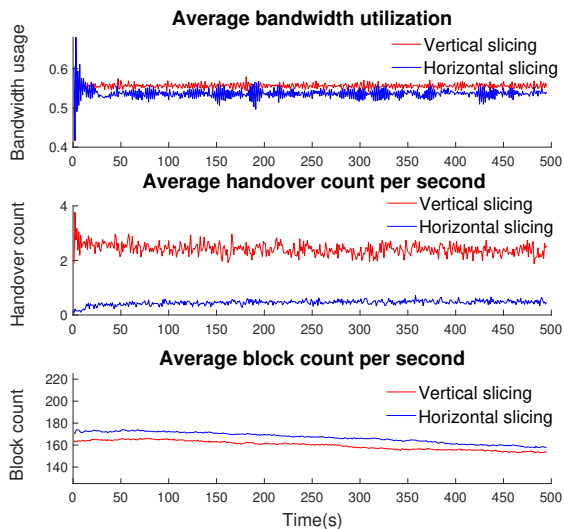 Average bandwidth utilization
Bandwidth usage
0.6
0.5
0.4
Vertical slicing
Horizontal slicing
0 50 100 150 200 250 300 350 400 450 500
Average handover count per second
Handover count
4
2
0
Vertical slicing
Horizontal slicing
0 50 100 150 200 250 300 350 400 450 500
Average block count per second
Block count
220
200
180
160
140
Vertical slicing
Horizontal slicing
0 50 100 150 200 250 300 350 400 450 500
Time(s)